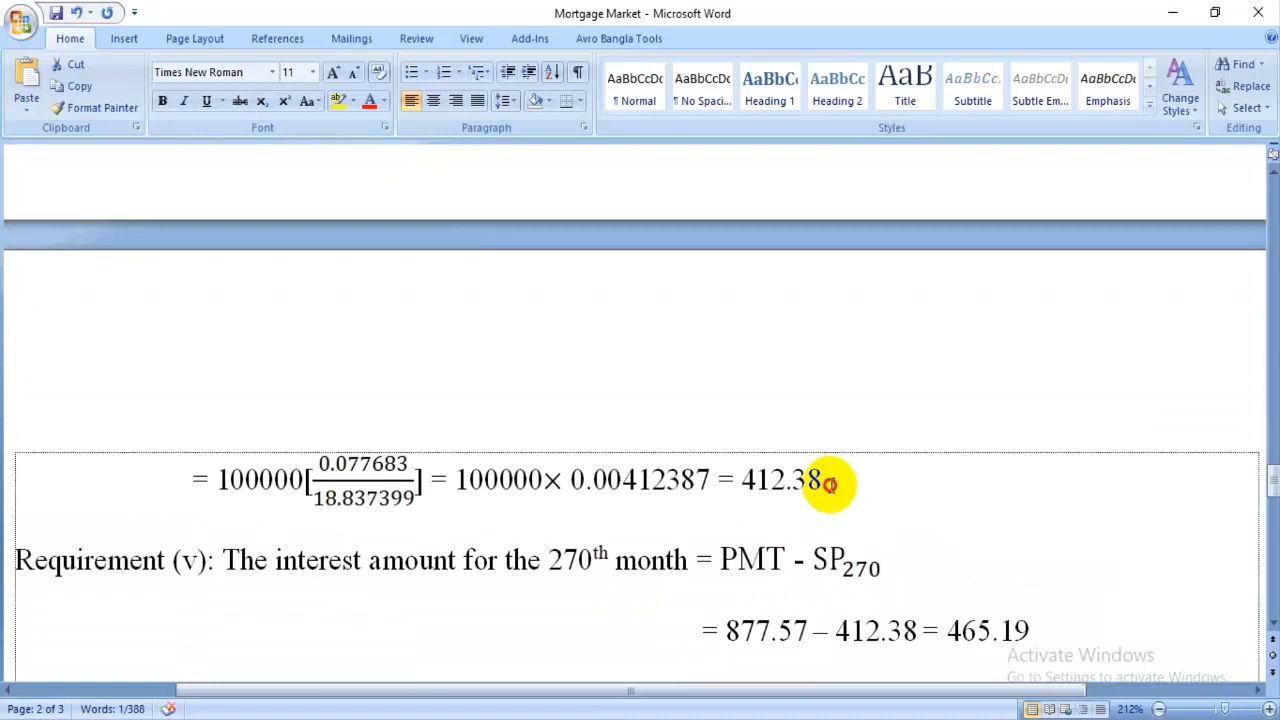 Mortgage Market - Microsoft Word
Home Insert Page Layout References Mailings Review View Add-Ins Avro Bangla Tools
Paste
Cut
Copy
Format Painter
Clipboard
Times New Roman 11
Font
Paragraph
AaBbCcDc AaBbCcDc AaBbCc AaBbCc AaB AaBbCc. AaBbCcDc AaBbCcDc
¶ Normal ¶ No Spaci... Heading 1 Heading 2 Title Subtitle Subtle Em... Emphasis
Change Styles
Styles
Find
Replace
Select
Editing
= 100000[0.077683/18.837399] = 100000× 0.00412387 = 412.38
Requirement (v): The interest amount for the 270th month = PMT - SP270
= 877.57 – 412.38 = 465.19
Activate Windows
Go to Settings to activate Windows.
Page: 2 of 3 Words: 1/388 212%